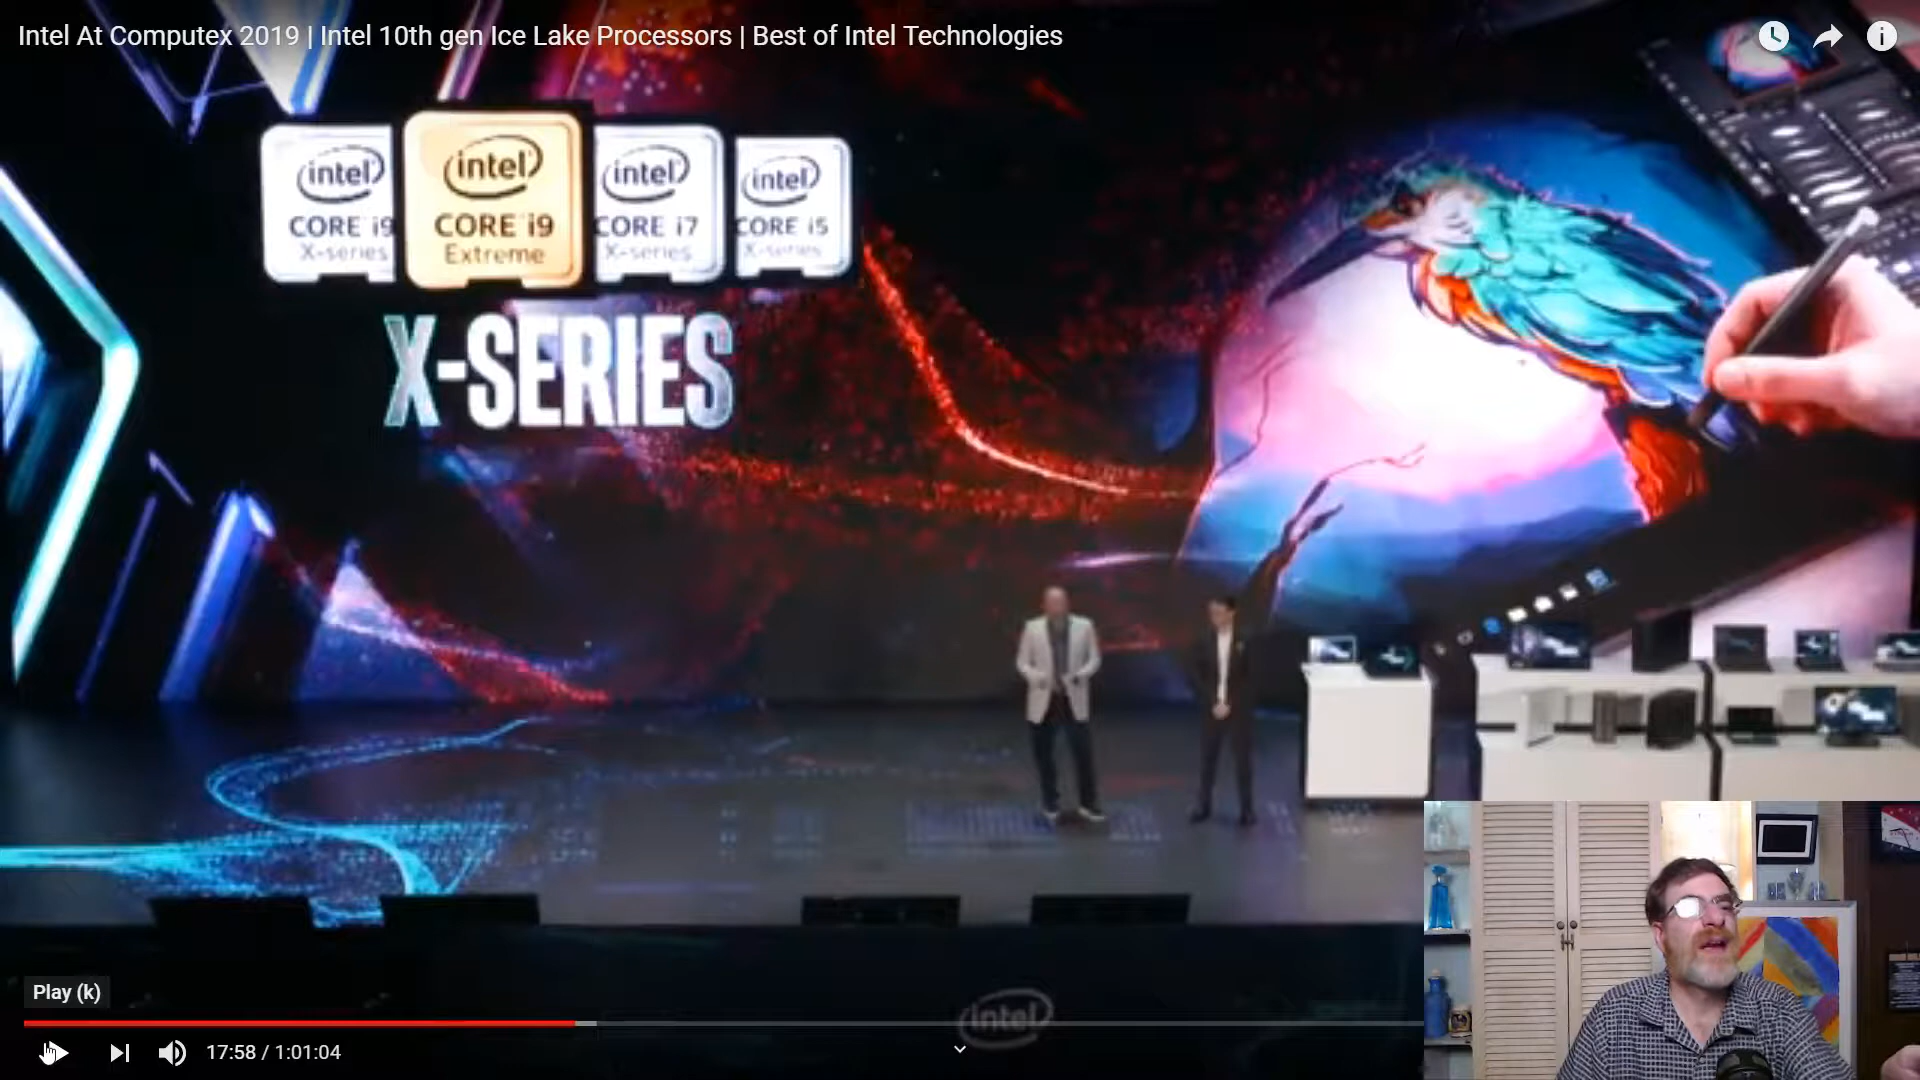 Intel At Computex 2019 | Intel 10th gen Ice Lake Processors | Best of Intel Technologies
intel
CORE i9
X-series
intel
CORE i9
Extreme
intel
CORE i7
X-series
intel
CORE i5
X-series
X-SERIES
Play (k)
intel
17:58 / 1:01:04